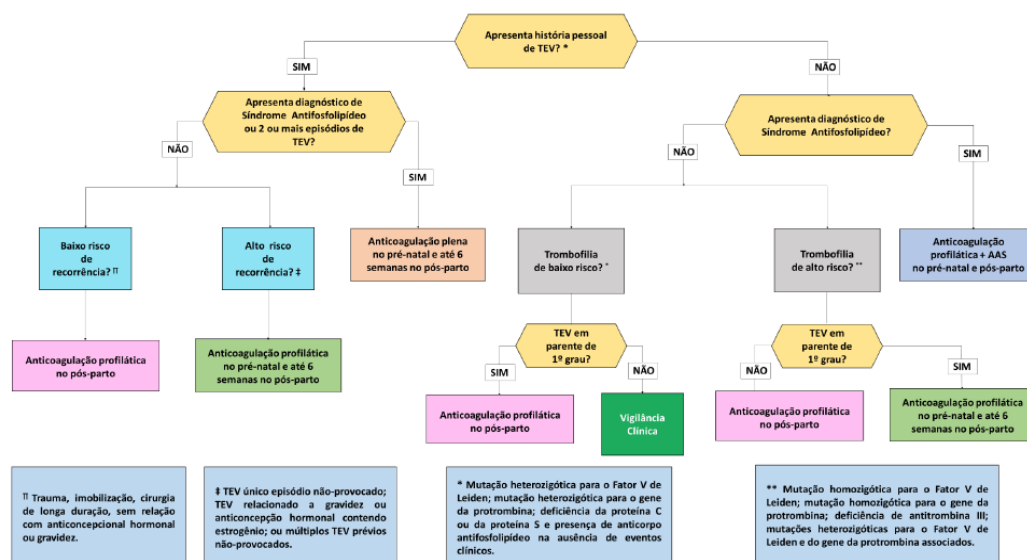 Apresenta história pessoal
de TEV? *
SIM
NÃO
Apresenta diagnóstico de
Síndrome Antifosfolipídeo
ou 2 ou mais episódios de
TEV?
Apresenta diagnóstico de
Síndrome Antifosfolipídeo?
NÃO
SIM
NÃO
SIM
Baixo risco
de
recorrência? ¶¶
Alto risco
de
recorrência? ‡
Anticoagulação plena
no pré-natal e até 6
semanas no pós-parto
Trombofilia
de baixo risco? *
Trombofilia
de alto risco? **
Anticoagulação
profilática + AAS
no pré-natal e pós-parto
Anticoagulação profilática
no pós-parto
Anticoagulação profilática
no pré-natal e até 6
semanas no pós-parto
TEV em
parente de
1º grau?
SIM
NÃO
TEV em
parente de
1º grau?
NÃO
SIM
Anticoagulação profilática
no pós-parto
Vigilância
Clínica
Anticoagulação profilática
no pós-parto
Anticoagulação profilática
no pré-natal e até 6
semanas no pós-parto
¶¶ Trauma, imobilização, cirurgia
de longa duração, sem relação
com anticoncepcional hormonal
ou gravidez.
‡ TEV único episódio não-provocado;
TEV relacionado a gravidez ou
anticoncepção hormonal contendo
estrogênio; ou múltiplos TEV prévios
não-provocados.
* Mutação heterizigótica para o Fator V de
Leiden; mutação heterizigótica para o gene
da protrombina; deficiência da proteína C
ou da proteína S e presença de anticorpo
antifosfolipídeo na ausência de eventos
clínicos.
** Mutação homozigótica para o Fator V de
Leiden; mutação homozigótica para o gene da
protrombina; deficiência de antitrombina III;
mutações heterizigóticas para o Fator V de
Leiden e do gene da protrombina associados.